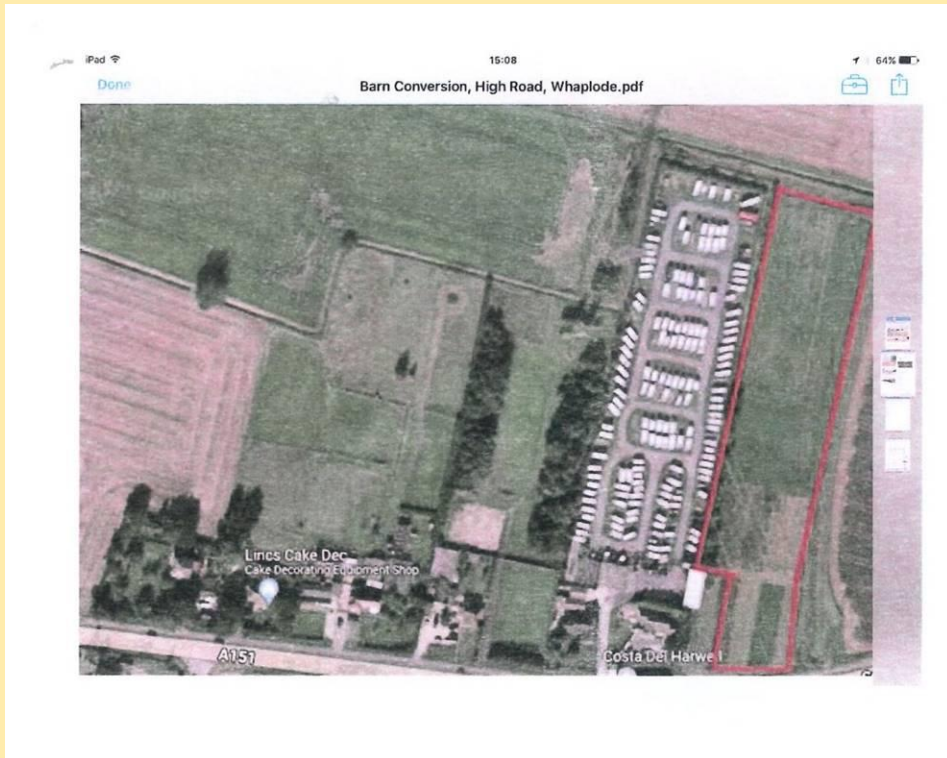 iPad
15:08
64%
Done
Barn Conversion, High Road, Whaplode.pdf
Lincs Cake Dec
Cake Decorating Equipment Shop
A151
Costa Del Harwe l